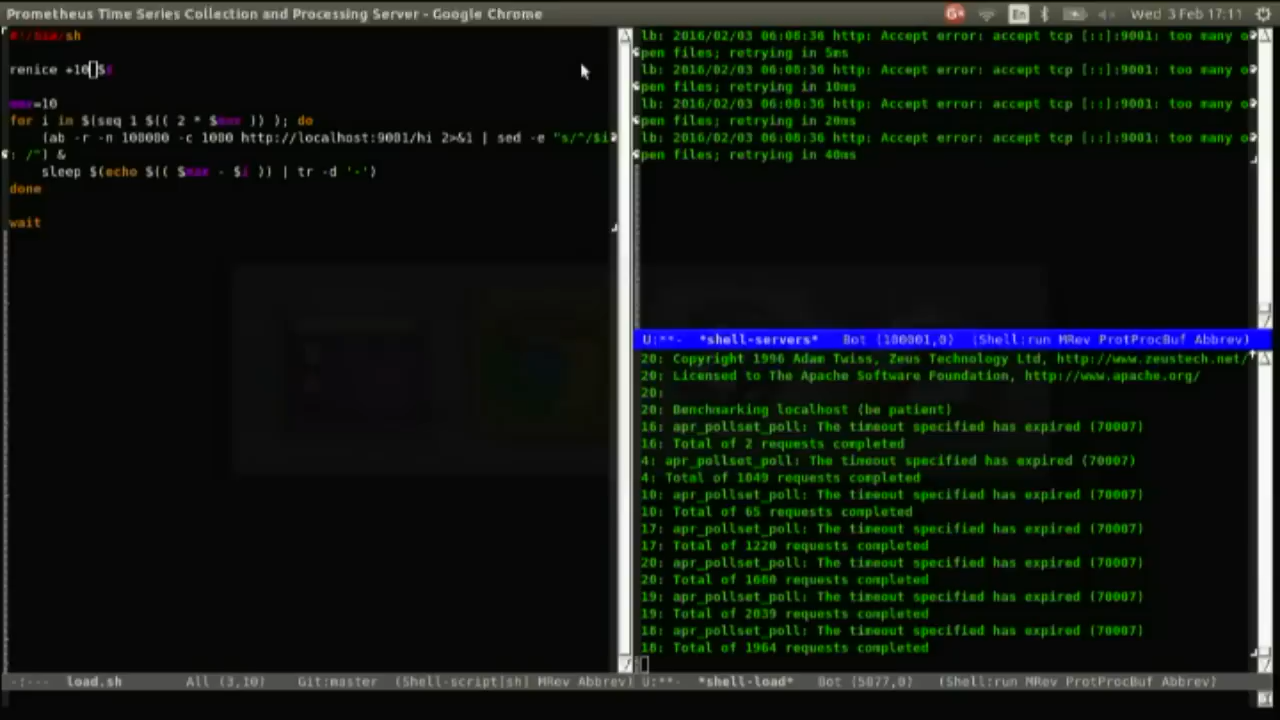 Prometheus Time Series Collection and Processing Server - Google Chrome
En
Wed 3 Feb 17:11
#!/bin/sh
renice +10 $$
max=10
for i in $(seq 1 $(( 2 * $max )) ); do
(ab -r -n 100000 -c 1000 http://localhost:9001/hi 2>&1 | sed -e "s/^/$i
: /") &
sleep $(echo $(( $max - $i )) | tr -d '-')
done
wait
-:--- load.sh All (3,10) Git:master (Shell-script[sh] MRev Abbrev)
lb: 2016/02/03 06:08:36 http: Accept error: accept tcp [::]:9001: too many o
pen files; retrying in 5ms
lb: 2016/02/03 06:08:36 http: Accept error: accept tcp [::]:9001: too many o
pen files; retrying in 10ms
lb: 2016/02/03 06:08:36 http: Accept error: accept tcp [::]:9001: too many o
pen files; retrying in 20ms
lb: 2016/02/03 06:08:36 http: Accept error: accept tcp [::]:9001: too many o
pen files; retrying in 40ms
U:**- *shell-servers* Bot (100001,0) (Shell:run MRev ProtProcBuf Abbrev)
20: Copyright 1996 Adam Twiss, Zeus Technology Ltd, http://www.zeustech.net/
20: Licensed to The Apache Software Foundation, http://www.apache.org/
20:
20: Benchmarking localhost (be patient)
16: apr_pollset_poll: The timeout specified has expired (70007)
16: Total of 2 requests completed
4: apr_pollset_poll: The timeout specified has expired (70007)
4: Total of 1049 requests completed
10: apr_pollset_poll: The timeout specified has expired (70007)
10: Total of 65 requests completed
17: apr_pollset_poll: The timeout specified has expired (70007)
17: Total of 1220 requests completed
20: apr_pollset_poll: The timeout specified has expired (70007)
20: Total of 1600 requests completed
19: apr_pollset_poll: The timeout specified has expired (70007)
19: Total of 2039 requests completed
18: apr_pollset_poll: The timeout specified has expired (70007)
18: Total of 1964 requests completed
U:**- *shell-load* Bot (5077,0) (Shell:run MRev ProtProcBuf Abbrev)